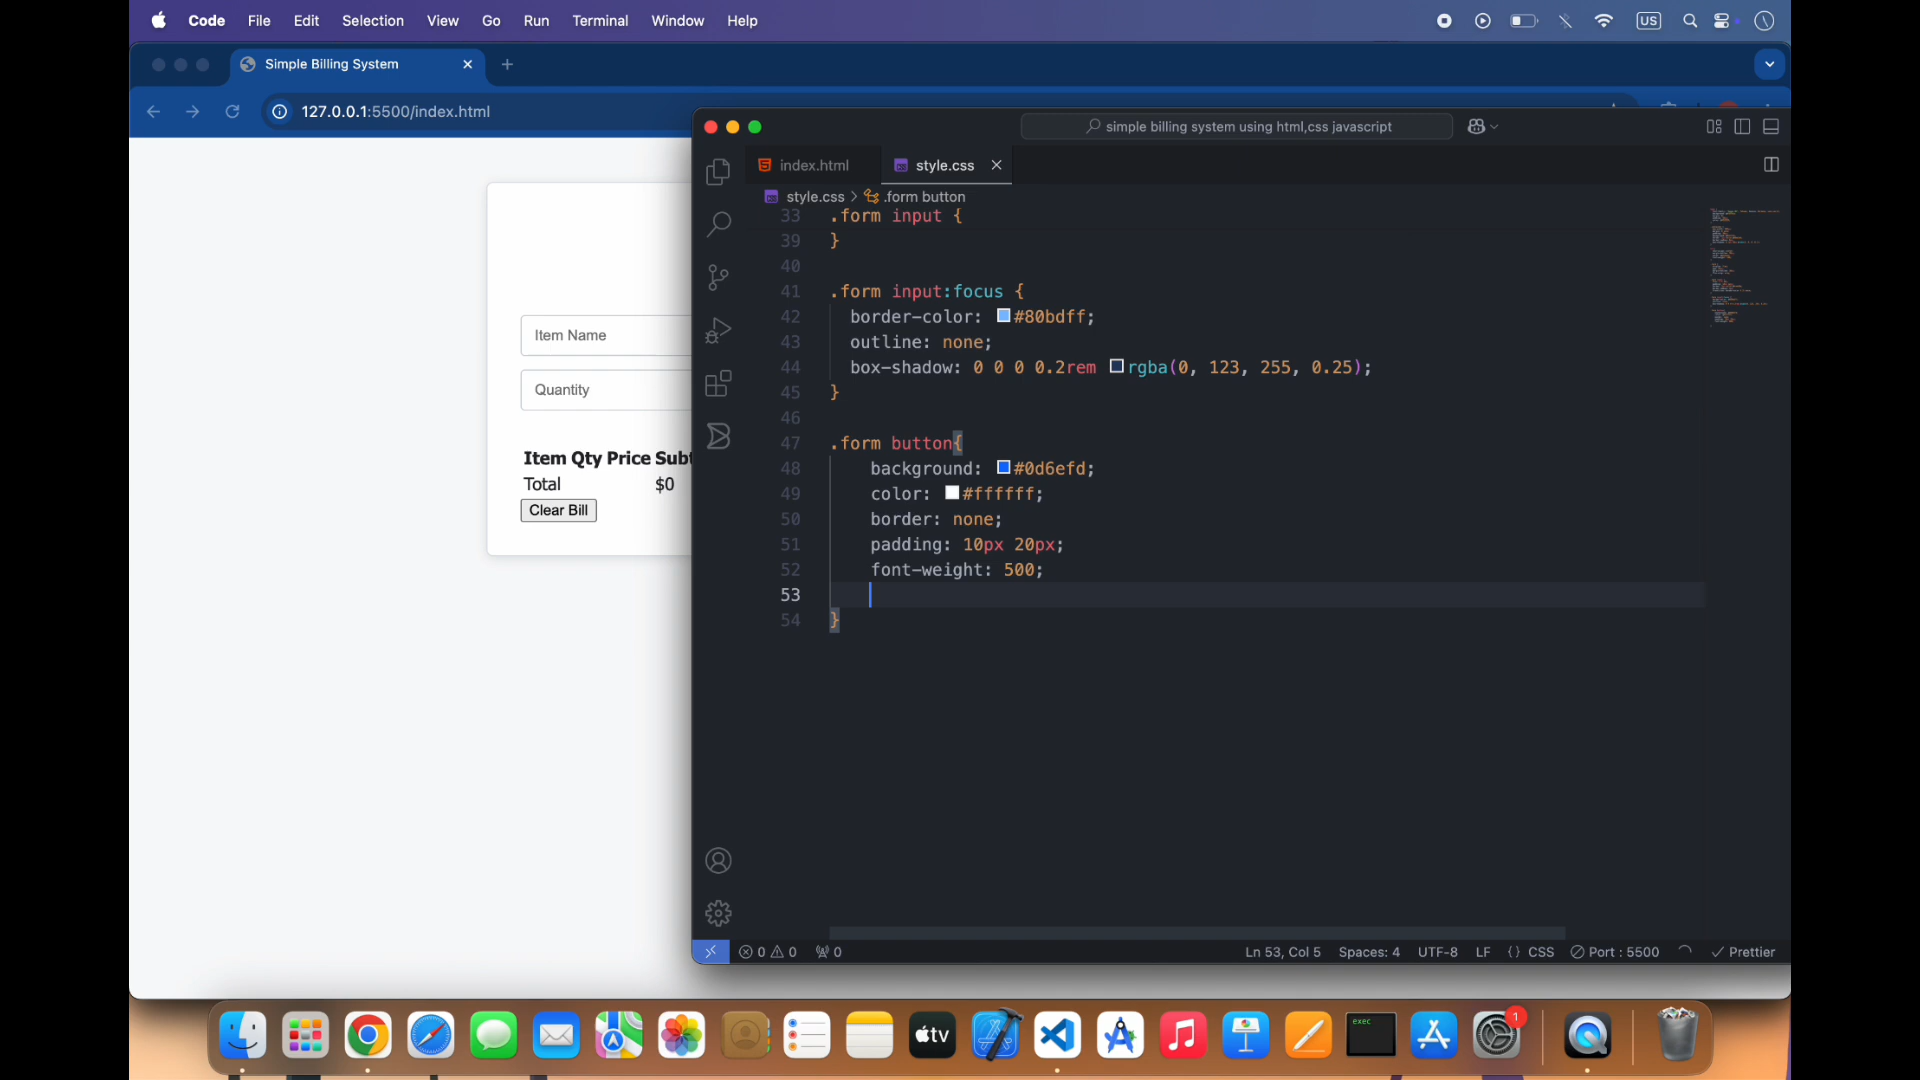 Code File Edit Selection View Go Run Terminal Window Help US
Simple Billing System
127.0.0.1:5500/index.html
simple billing system using html,css javascript
index.html style.css
style.css > .form button
Item Name
Quantity
Item Qty Price Subt
Total $0
Clear Bill
33 .form input {
39 }
40
41 .form input:focus {
42 border-color: #80bdff;
43 outline: none;
44 box-shadow: 0 0 0 0.2rem rgba(0, 123, 255, 0.25);
45 }
46
47 .form button{
48 background: #0d6efd;
49 color: #ffffff;
50 border: none;
51 padding: 10px 20px;
52 font-weight: 500;
53
54 }
0 0 0 Ln 53, Col 5 Spaces: 4 UTF-8 LF {} CSS Port : 5500 Prettier
tv exec 1